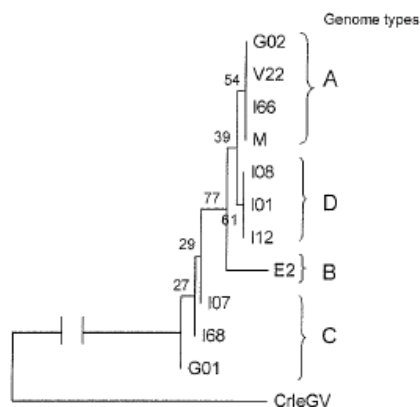 Genome types
G02
54
V22
A
I66
39
M
I08
77
I01
D
61
I12
29
E2
B
27
I07
I68
C
G01
CrleGV